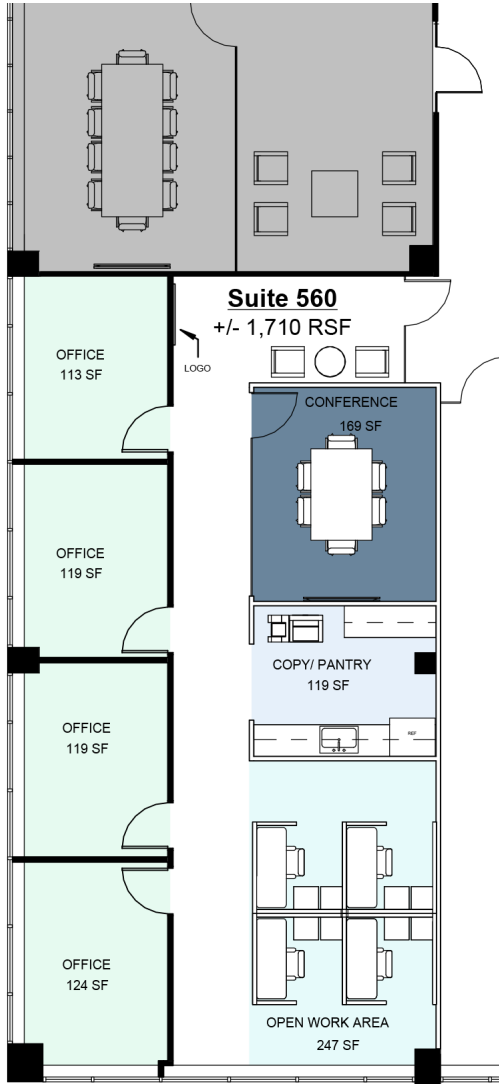 Suite 560
+/- 1,710 RSF
LOGO
OFFICE
113 SF
CONFERENCE
169 SF
OFFICE
119 SF
COPY/ PANTRY
119 SF
OFFICE
119 SF
REF
OFFICE
124 SF
OPEN WORK AREA
247 SF